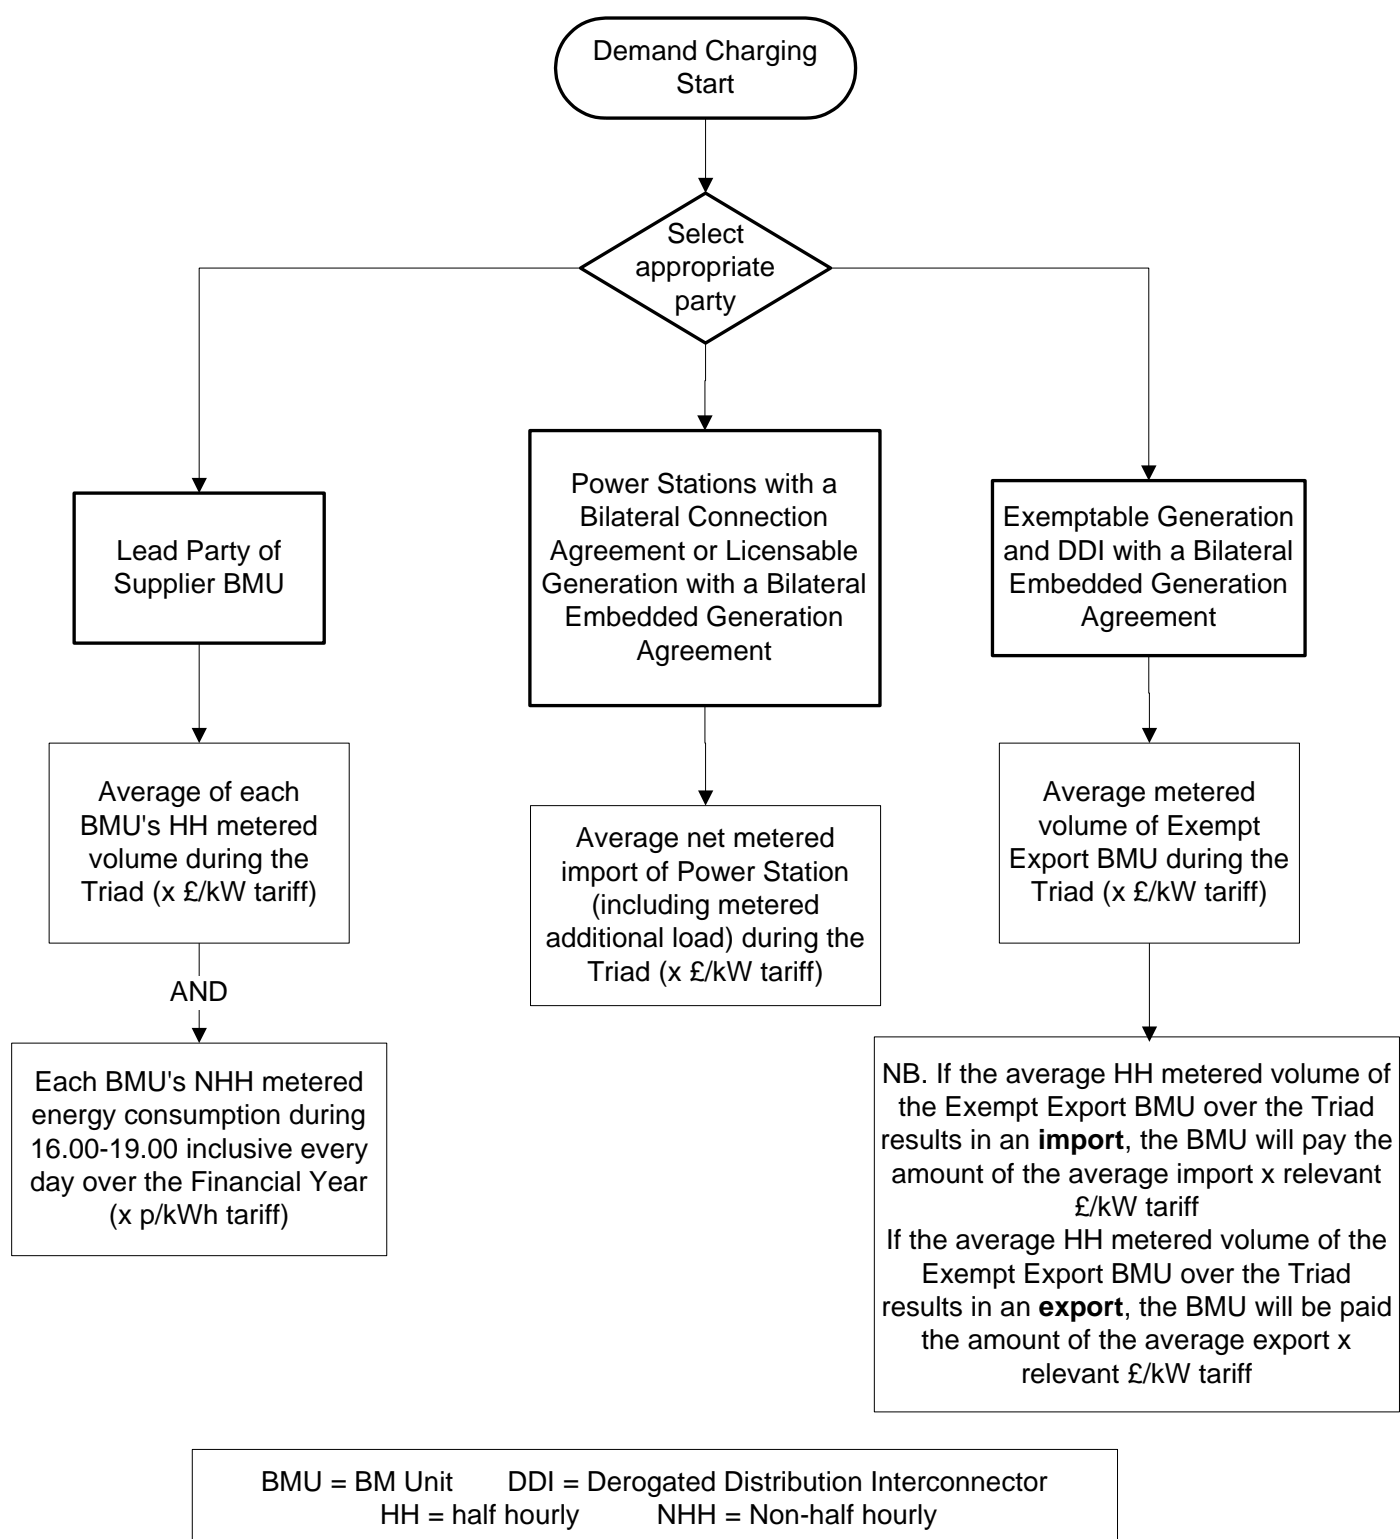 Demand Charging
Start
Select
appropriate
party
Lead Party of
Supplier BMU
Power Stations with a
Bilateral Connection
Agreement or Licensable
Generation with a Bilateral
Embedded Generation
Agreement
Exemptable Generation
and DDI with a Bilateral
Embedded Generation
Agreement
Average of each
BMU's HH metered
volume during the
Triad (x £/kW tariff)
AND
Each BMU's NHH metered
energy consumption during
16.00-19.00 inclusive every
day over the Financial Year
(x p/kWh tariff)
Average net metered
import of Power Station
(including metered
additional load) during the
Triad (x £/kW tariff)
Average metered
volume of Exempt
Export BMU during the
Triad (x £/kW tariff)
NB. If the average HH metered volume of
the Exempt Export BMU over the Triad
results in an import, the BMU will pay the
amount of the average import x relevant
£/kW tariff
If the average HH metered volume of the
Exempt Export BMU over the Triad
results in an export, the BMU will be paid
the amount of the average export x
relevant £/kW tariff
BMU = BM Unit DDI = Derogated Distribution Interconnector
HH = half hourly NHH = Non-half hourly